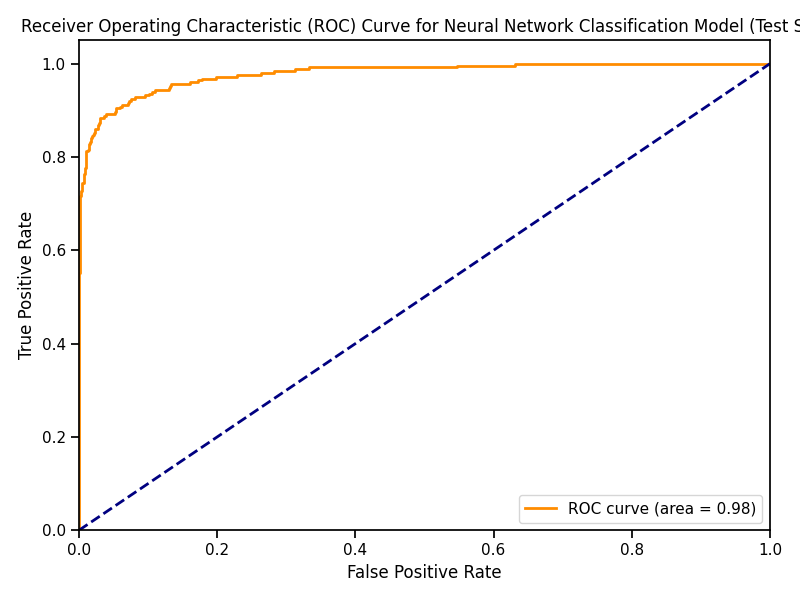 Receiver Operating Characteristic (ROC) Curve for Neural Network Classification Model (Test S
1.0
0.8
0.6
0.4
0.2
0.0
True Positive Rate
ROC curve (area = 0.98)
0.0 0.2 0.4 0.6 0.8 1.0
False Positive Rate